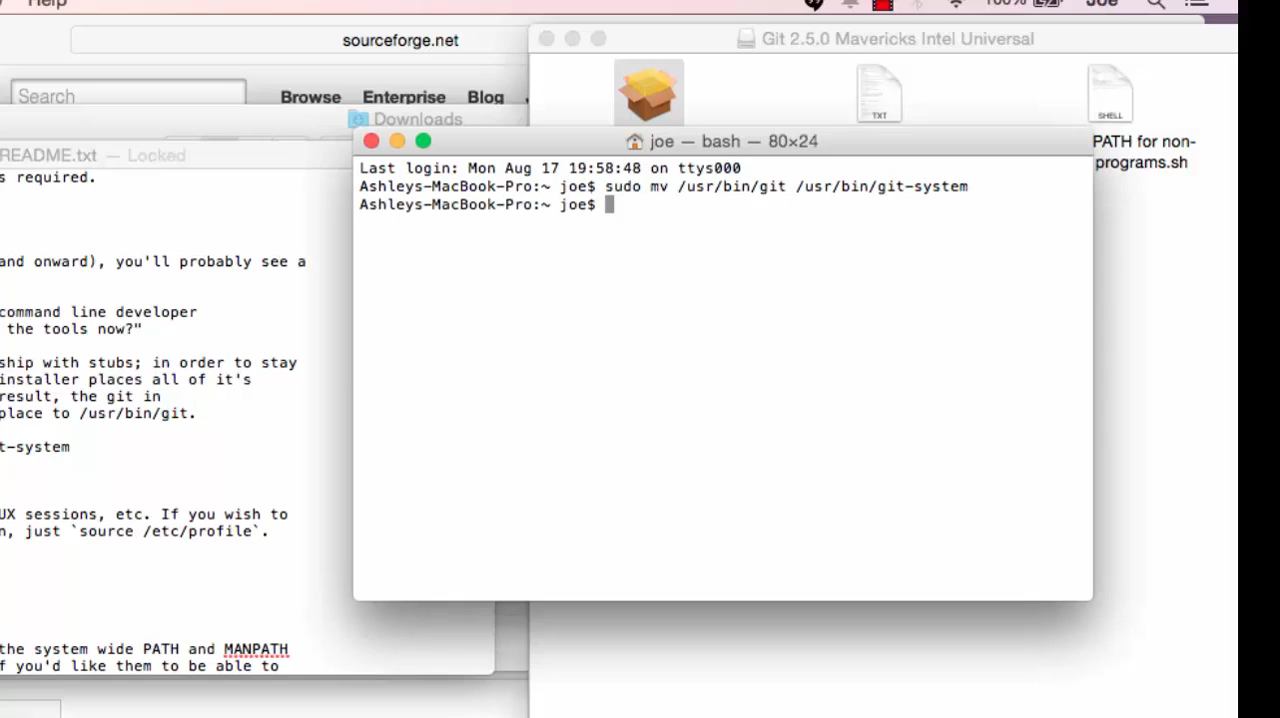 Help
100%
Joe
sourceforge.net
Git 2.5.0 Mavericks Intel Universal
Search
Browse Enterprise Blog
Downloads
TXT
SHELL
README.txt — Locked
joe — bash — 80×24
PATH for non-
programs.sh
Last login: Mon Aug 17 19:58:48 on ttys000
Ashleys-MacBook-Pro:~ joe$ sudo mv /usr/bin/git /usr/bin/git-system
Ashleys-MacBook-Pro:~ joe$
s required.
and onward), you'll probably see a
command line developer
the tools now?"
ship with stubs; in order to stay
installer places all of it's
result, the git in
place to /usr/bin/git.
t-system
UX sessions, etc. If you wish to
n, just `source /etc/profile`.
the system wide PATH and MANPATH
f you'd like them to be able to